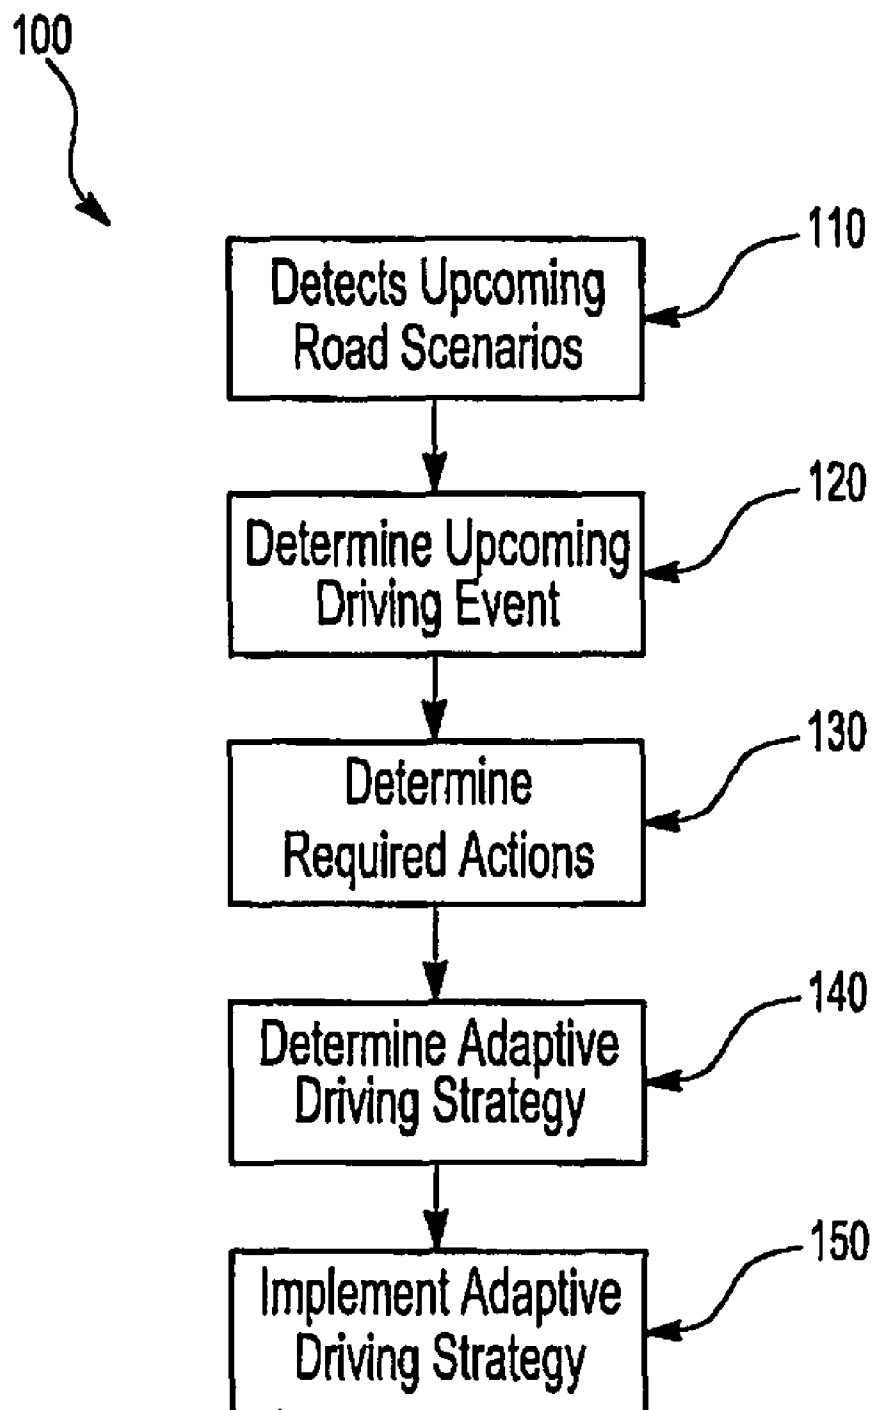 100
110
Detects Upcoming
Road Scenarios
120
Determine Upcoming
Driving Event
130
Determine
Required Actions
140
Determine Adaptive
Driving Strategy
150
Implement Adaptive
Driving Strategy